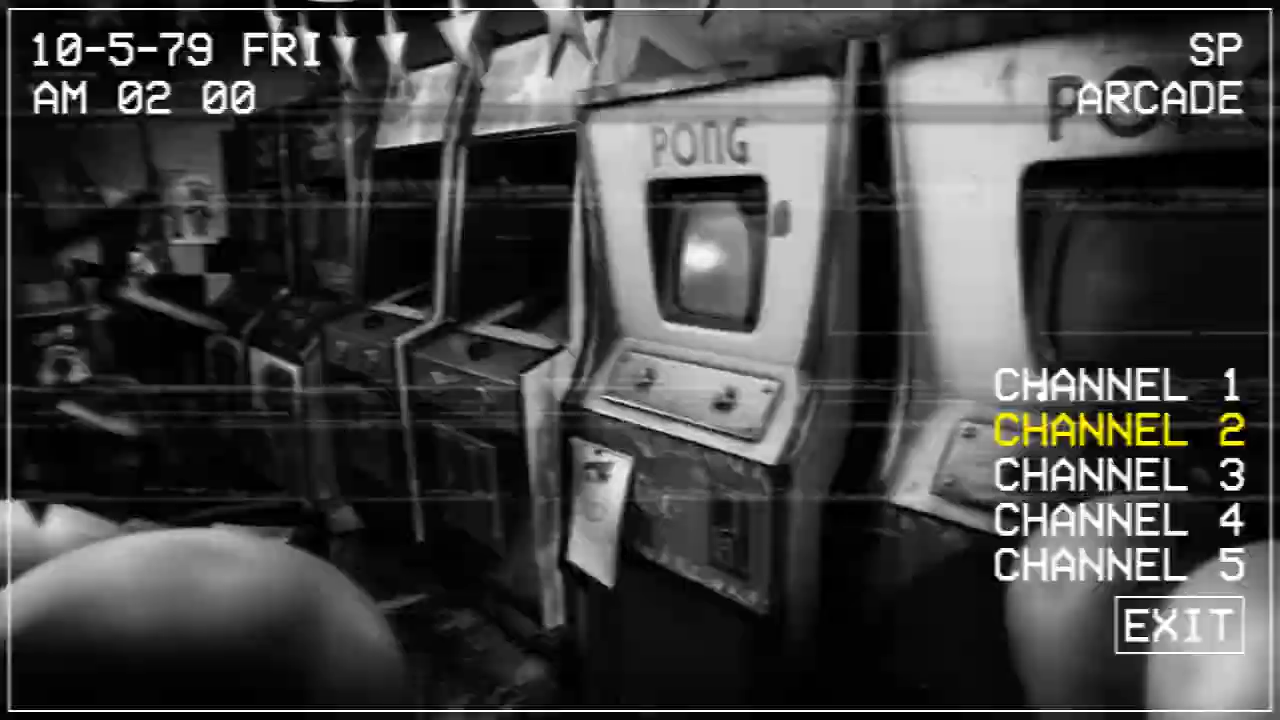 10-5-79 FRI
AM 02 00
SP
ARCADE
PONG
CHANNEL 1
CHANNEL 2
CHANNEL 3
CHANNEL 4
CHANNEL 5
EXIT